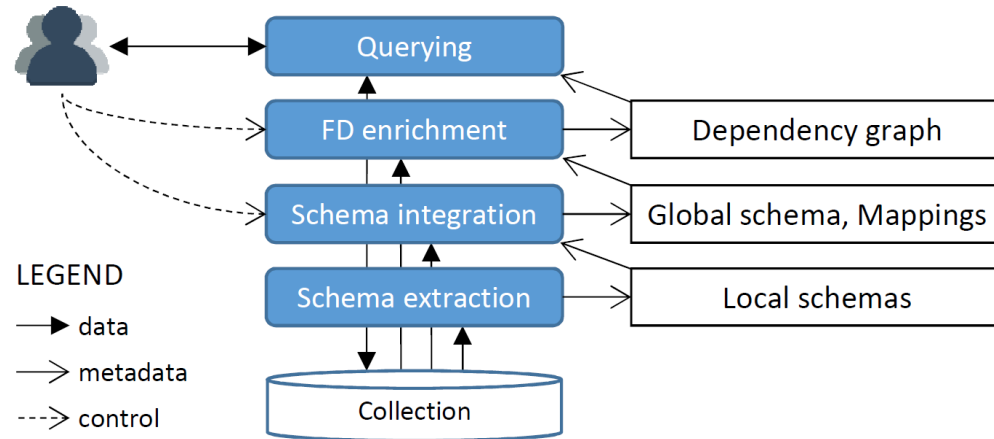 Querying
FD enrichment
Dependency graph
Schema integration
Global schema, Mappings
Schema extraction
Local schemas
Collection
LEGEND
data
metadata
control